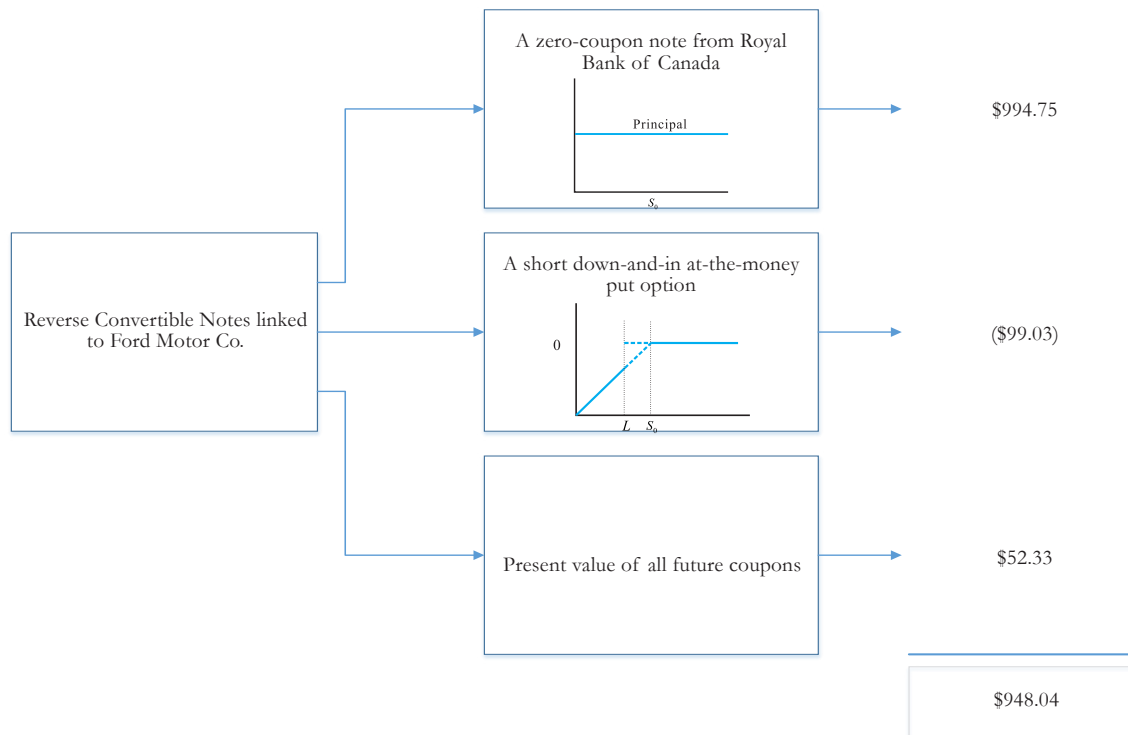 A zero-coupon note from Royal
Bank of Canada
Principal
S₀
$994.75
Reverse Convertible Notes linked
to Ford Motor Co.
A short down-and-in at-the-money
put option
0
L S₀
($99.03)
Present value of all future coupons
$52.33
$948.04